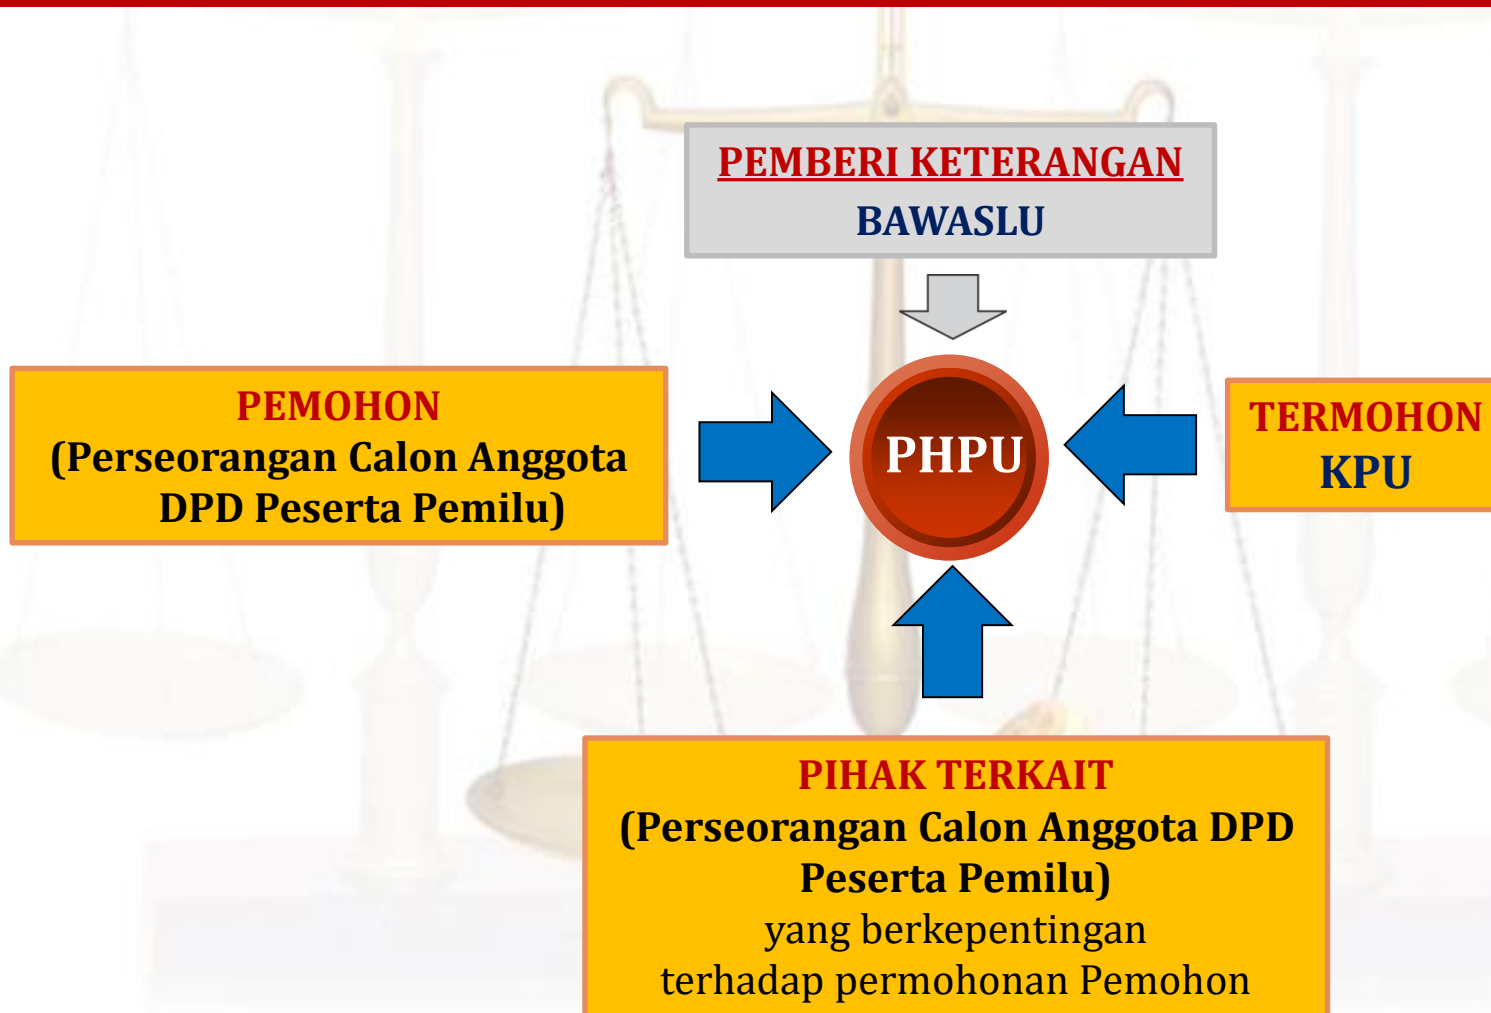 PEMBERI KETERANGAN
BAWASLU
PEMOHON
(Perseorangan Calon Anggota
DPD Peserta Pemilu)
PHPU
TERMOHON
KPU
PIHAK TERKAIT
(Perseorangan Calon Anggota DPD
Peserta Pemilu)
yang berkepentingan
terhadap permohonan Pemohon